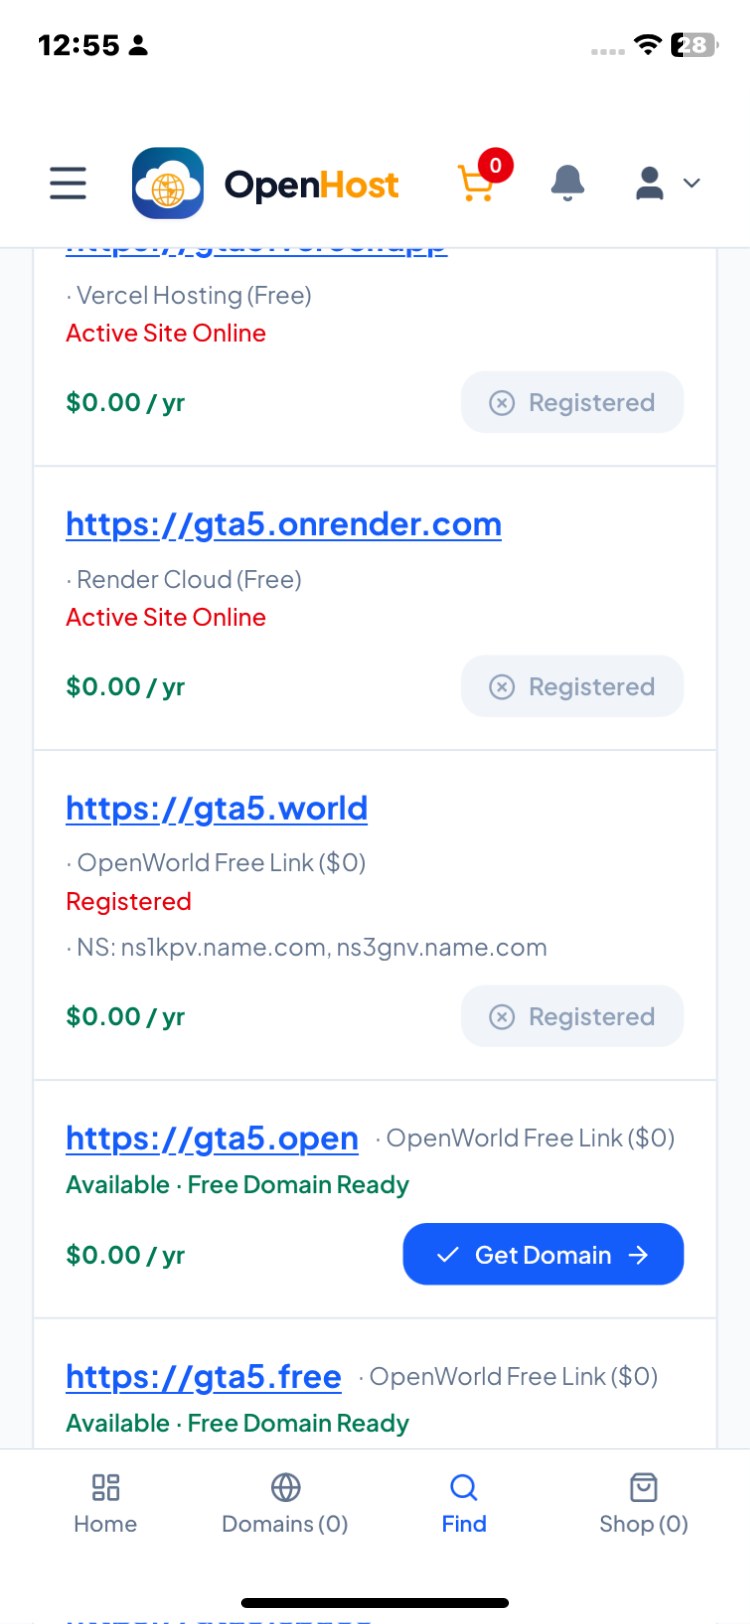 12:55
28
OpenHost
0
https://gta5.vercel.app
· Vercel Hosting (Free)
Active Site Online
$0.00 / yr
Registered
https://gta5.onrender.com
· Render Cloud (Free)
Active Site Online
$0.00 / yr
Registered
https://gta5.world
· OpenWorld Free Link ($0)
Registered
· NS: ns1kpv.name.com, ns3gnv.name.com
$0.00 / yr
Registered
https://gta5.open · OpenWorld Free Link ($0)
Available · Free Domain Ready
$0.00 / yr
Get Domain
https://gta5.free · OpenWorld Free Link ($0)
Available · Free Domain Ready
Home
Domains (0)
Find
Shop (0)